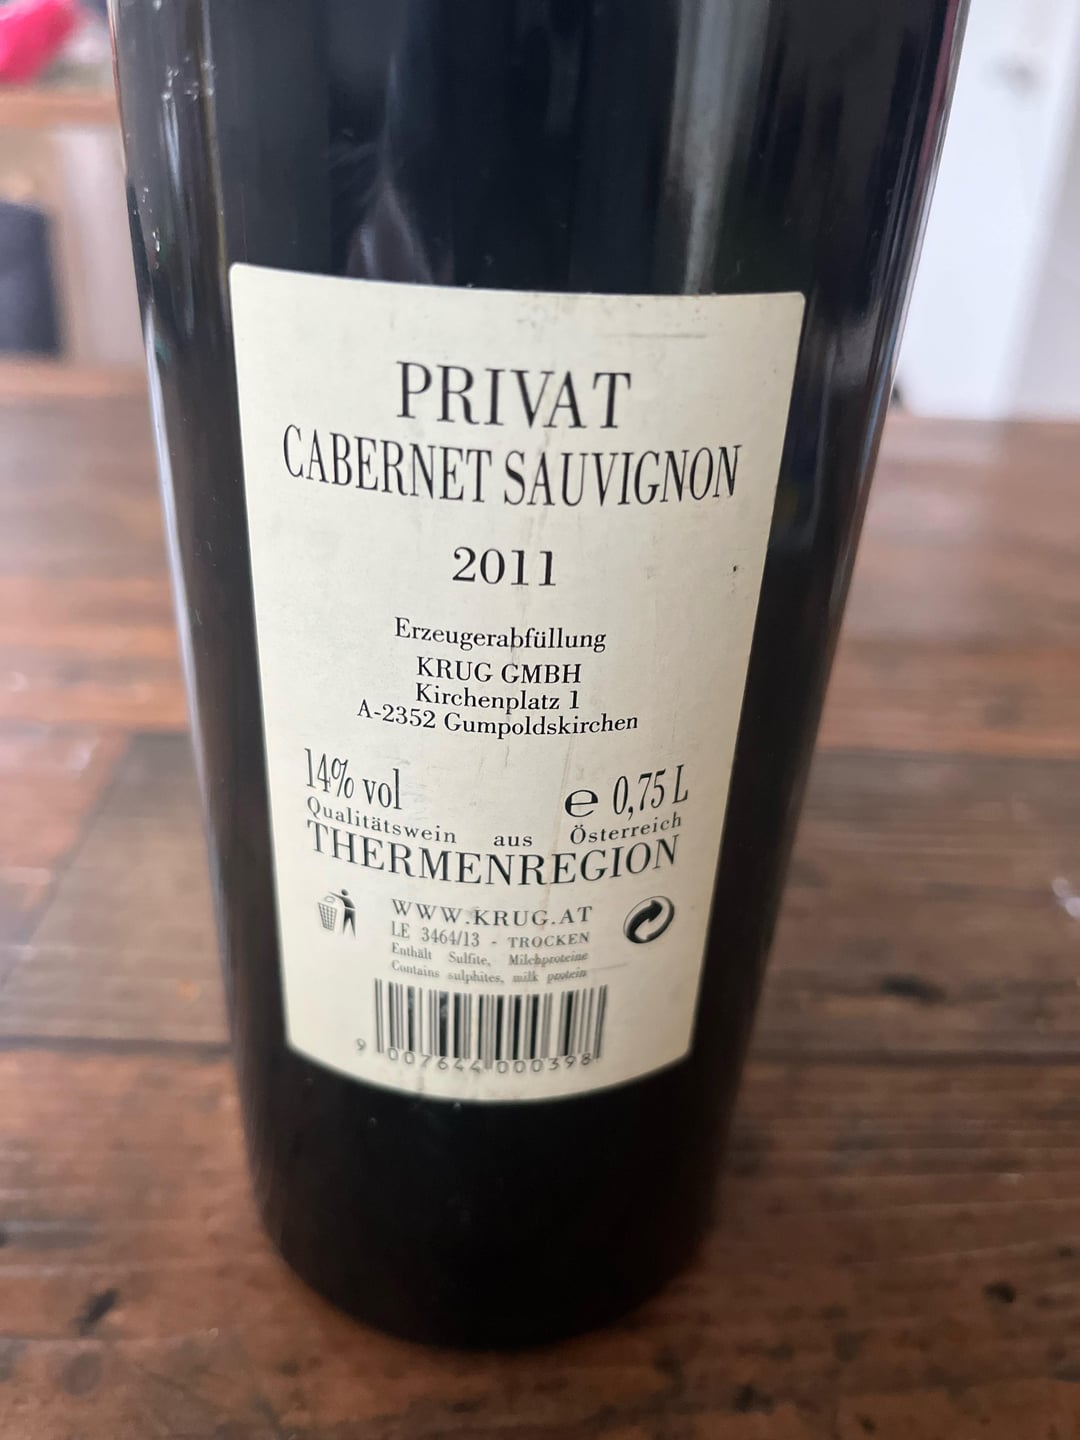 PRIVAT
CABERNET SAUVIGNON
2011
Erzeugerabfüllung
KRUG GMBH
Kirchenplatz 1
A-2352 Gumpoldskirchen
14% vol e 0,75 L
Qualitätswein aus Österreich
THERMENREGION
WWW.KRUG.AT
LE 3464/13 - TROCKEN
Enthält Sulfite, Milchproteine
Contains sulphites, milk protein
9 007644 000398